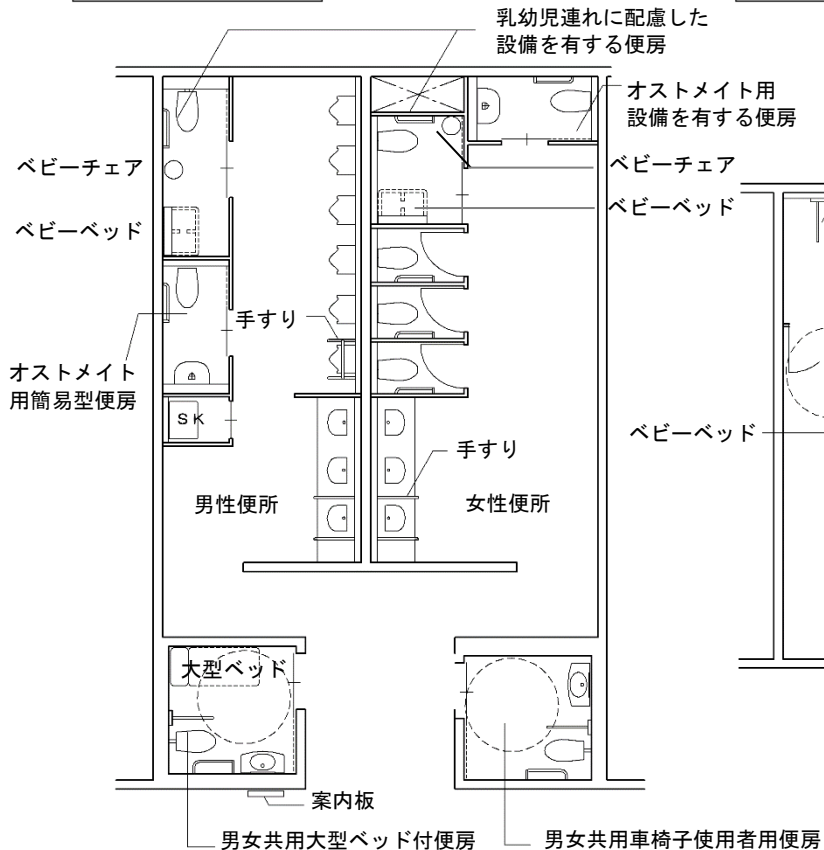 乳幼児連れに配慮した
設備を有する便房
オストメイト用
設備を有する便房
ベビーチェア
ベビーチェア
ベビーベッド
ベビーベッド
手すり
オストメイト
用簡易型便房
SK
ベビーベッド
手すり
男性便所
女性便所
大型ベッド
案内板
男女共用大型ベッド付便房
男女共用車椅子使用者用便房